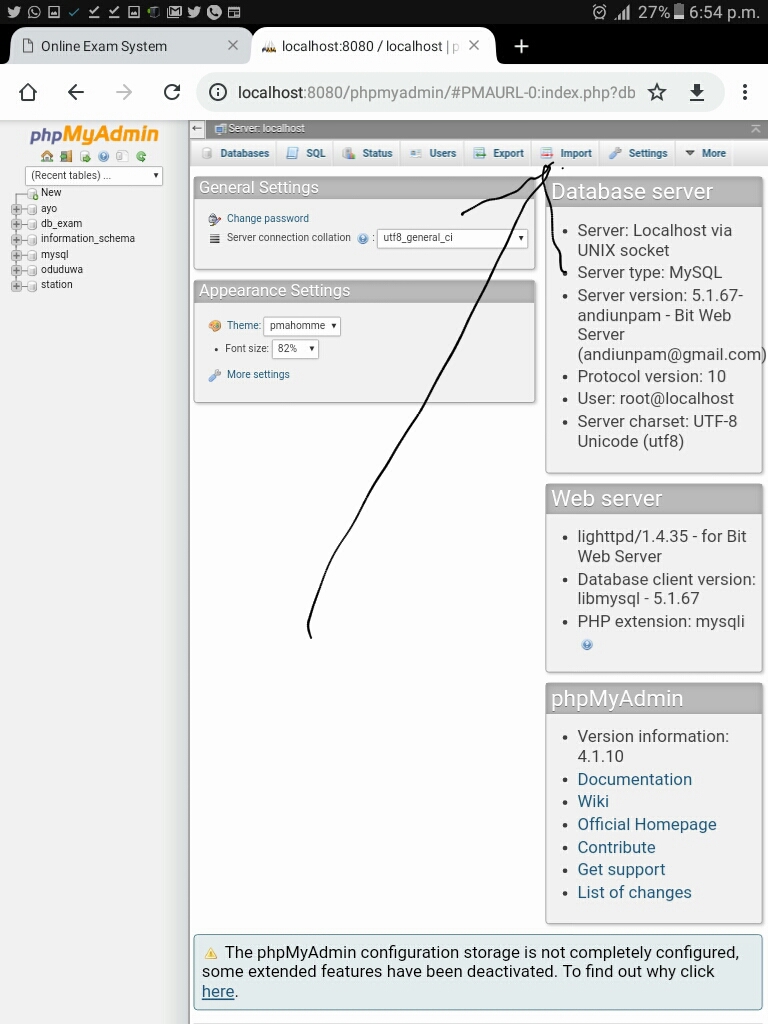 27% 6:54 p.m.
Online Exam System
localhost:8080 / localhost | p
localhost:8080/phpmyadmin/#PMAURL-0:index.php?db
phpMyAdmin
(Recent tables) ...
New
ayo
db_exam
information_schema
mysql
oduduwa
station
Server: localhost
Databases SQL Status Users Export Import Settings More
General Settings
Change password
Server connection collation : utf8_general_ci
Appearance Settings
Theme: pmahomme
Font size: 82%
More settings
Database server
Server: Localhost via
UNIX socket
Server type: MySQL
Server version: 5.1.67-
andiunpam - Bit Web
Server
(andiunpam@gmail.com)
Protocol version: 10
User: root@localhost
Server charset: UTF-8
Unicode (utf8)
Web server
lighttpd/1.4.35 - for Bit
Web Server
Database client version:
libmysql - 5.1.67
PHP extension: mysqli
phpMyAdmin
Version information:
4.1.10
Documentation
Wiki
Official Homepage
Contribute
Get support
List of changes
The phpMyAdmin configuration storage is not completely configured,
some extended features have been deactivated. To find out why click
here.